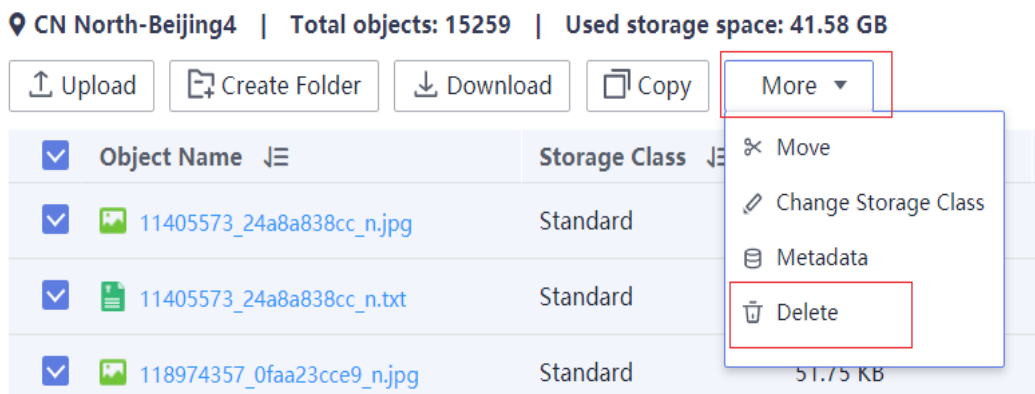 CN North-Beijing4 | Total objects: 15259 | Used storage space: 41.58 GB
Upload Create Folder Download Copy More
Object Name Storage Class
Move
11405573_24a8a838cc_n.jpg Standard
Change Storage Class
Metadata
11405573_24a8a838cc_n.txt Standard
Delete
118974357_0faa23cce9_n.jpg Standard 51.75 KB